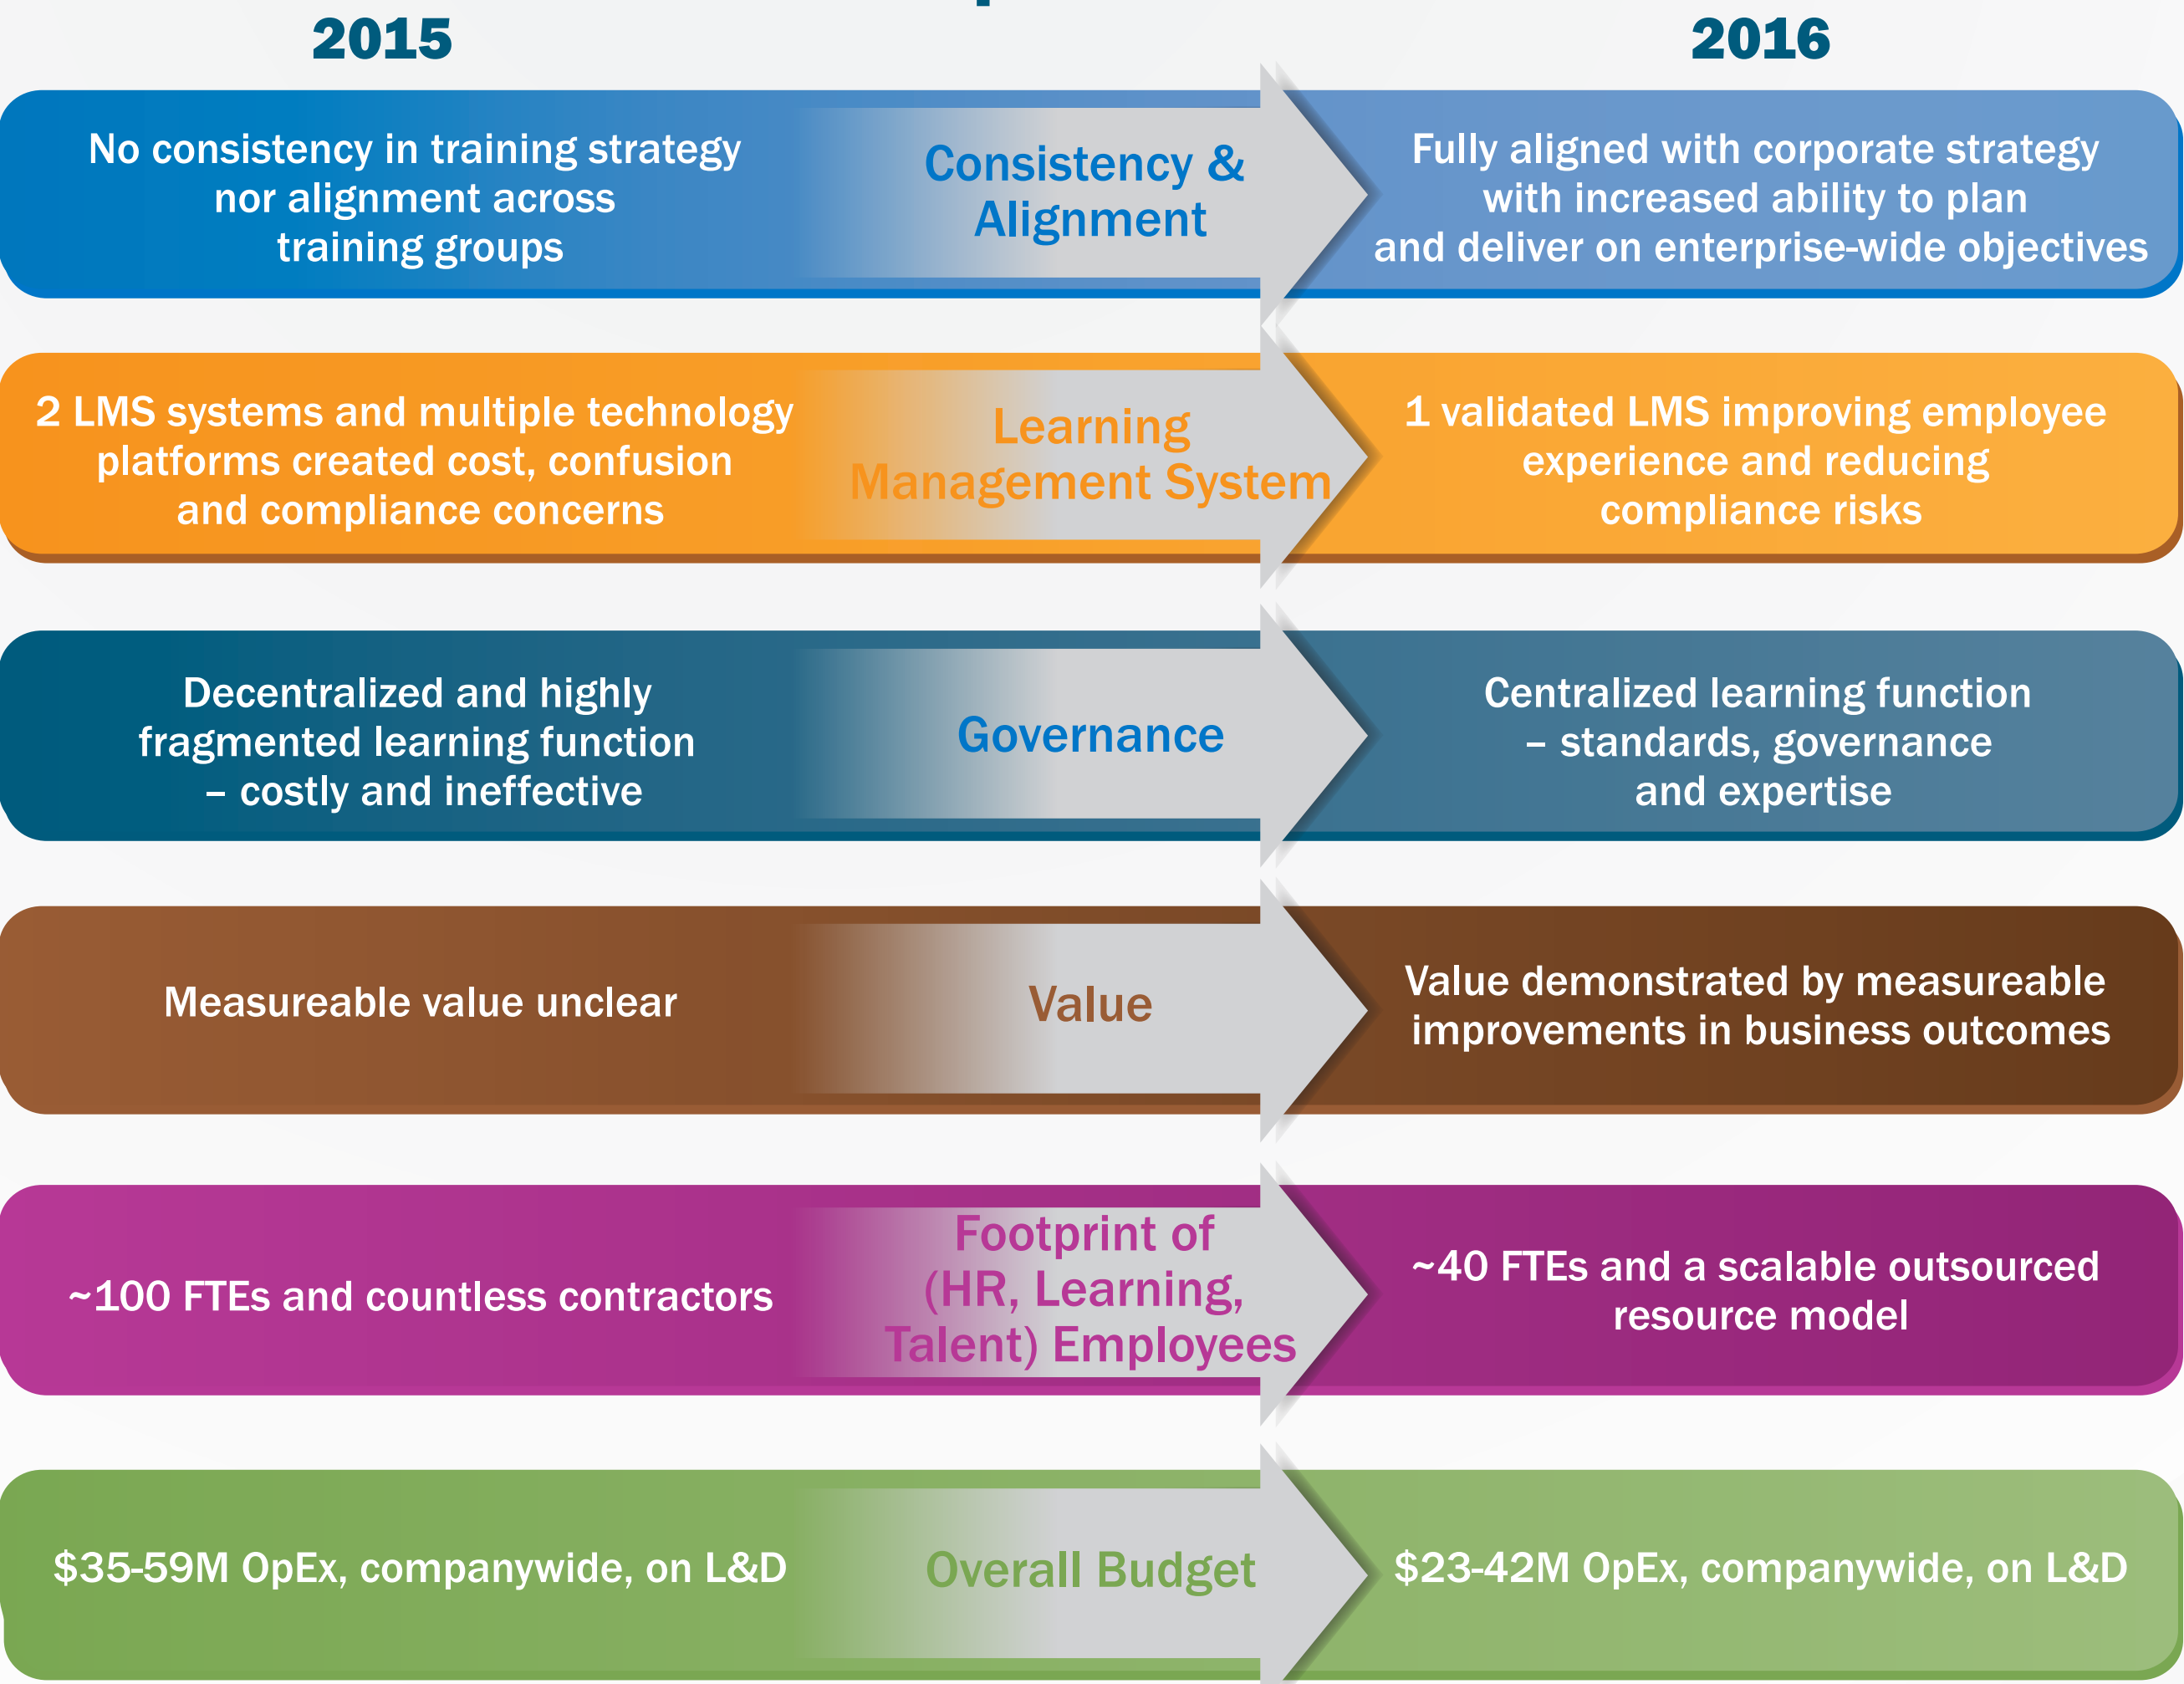 2015
2016
No consistency in training strategy
nor alignment across
training groups
Consistency &
Alignment
Fully aligned with corporate strategy
with increased ability to plan
and deliver on enterprise-wide objectives
2 LMS systems and multiple technology
platforms created cost, confusion
and compliance concerns
Learning
Management System
1 validated LMS improving employee
experience and reducing
compliance risks
Decentralized and highly
fragmented learning function
– costly and ineffective
Governance
Centralized learning function
– standards, governance
and expertise
Measureable value unclear
Value
Value demonstrated by measureable
improvements in business outcomes
~100 FTEs and countless contractors
Footprint of
(HR, Learning,
Talent) Employees
~40 FTEs and a scalable outsourced
resource model
$35-59M OpEx, companywide, on L&D
Overall Budget
$23-42M OpEx, companywide, on L&D